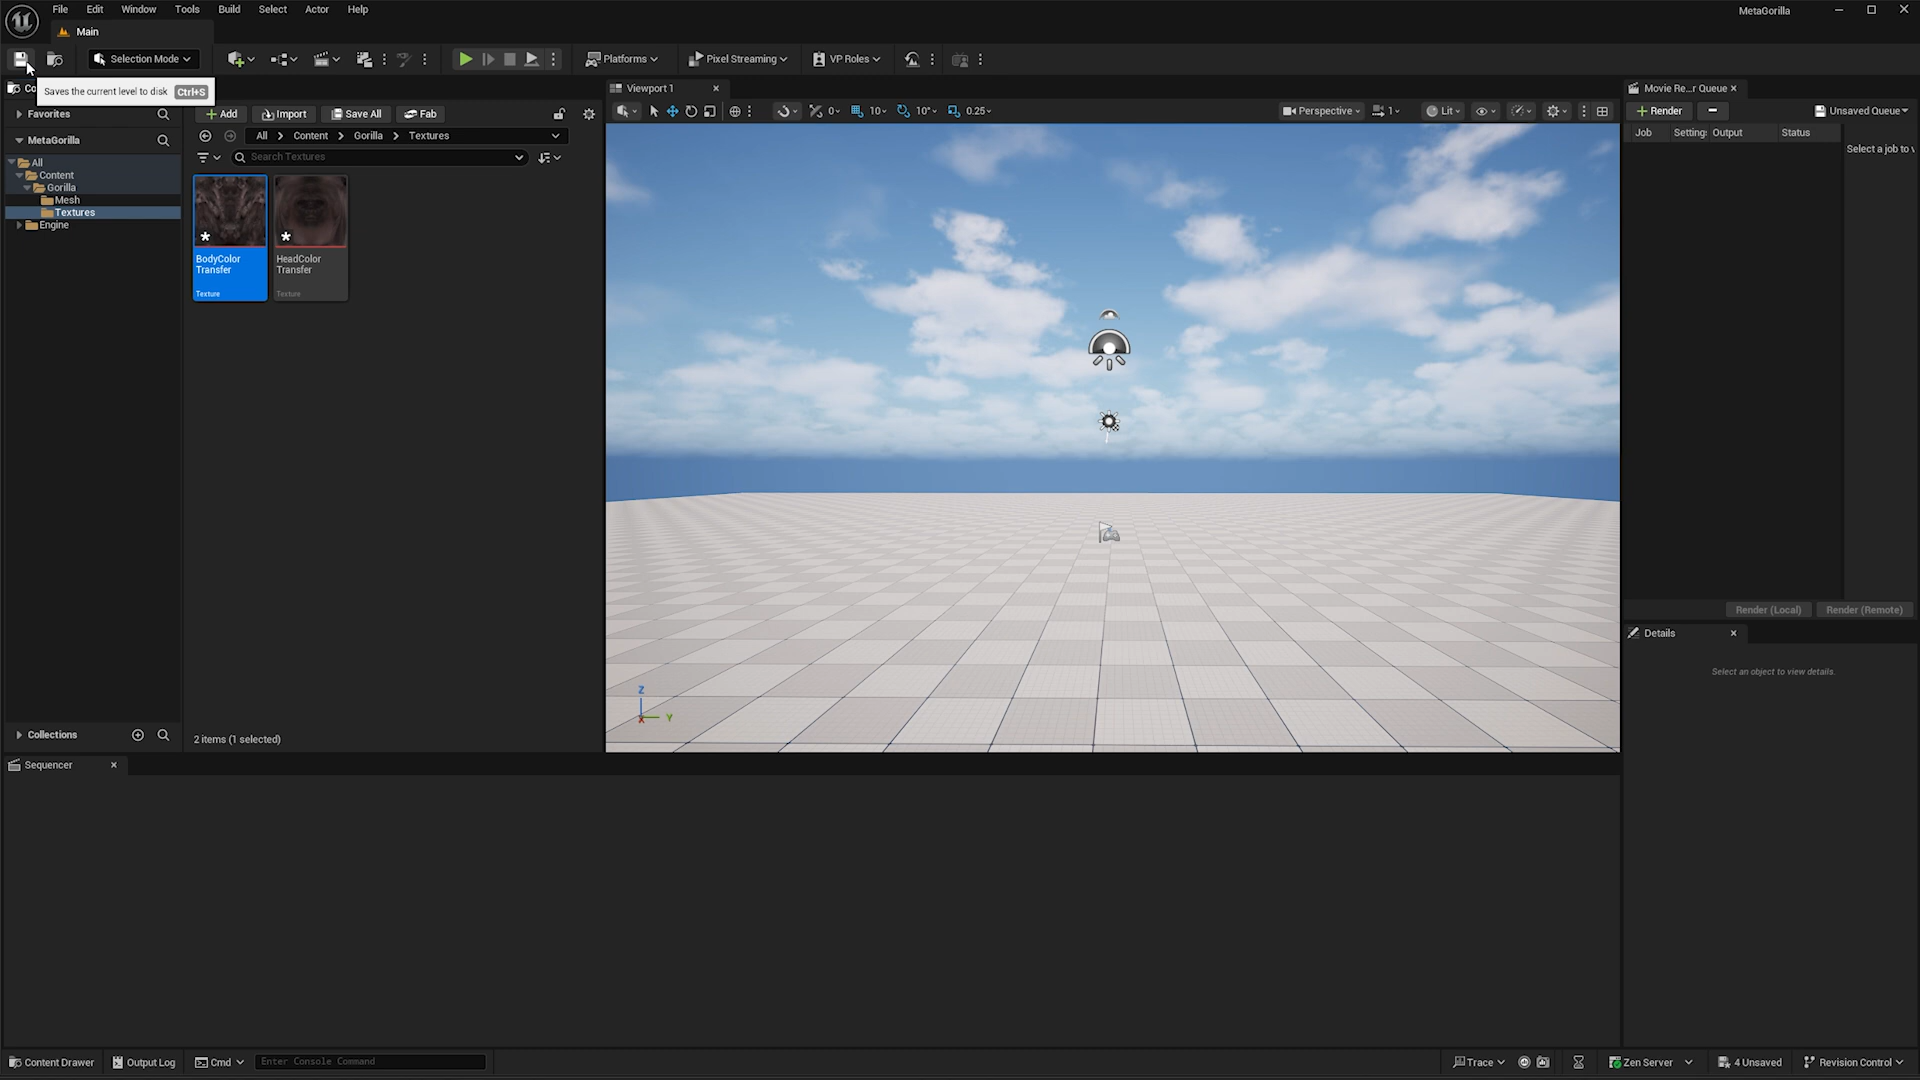 File Edit Window Tools Build Select Actor Help
MetaGorilla
Main
Selection Mode
Platforms
Pixel Streaming
VP Roles
Co
Saves the current level to disk Ctrl+S
Viewport 1
Movie Re...r Queue
Favorites
Add Import Save All Fab
10 10° 0.25
Perspective 1 Lit
Render
Unsaved Queue
All Content Gorilla Textures
Job Setting: Output Status
MetaGorilla
Search Textures
Select a job to v
All
Content
Gorilla
Mesh
Textures
Engine
BodyColor
Transfer
Texture
HeadColor
Transfer
Texture
Render (Local) Render (Remote)
Details
Select an object to view details.
Z
X
Y
Collections
2 items (1 selected)
Sequencer
Content Drawer Output Log Cmd Enter Console Command
Trace Zen Server 4 Unsaved Revision Control